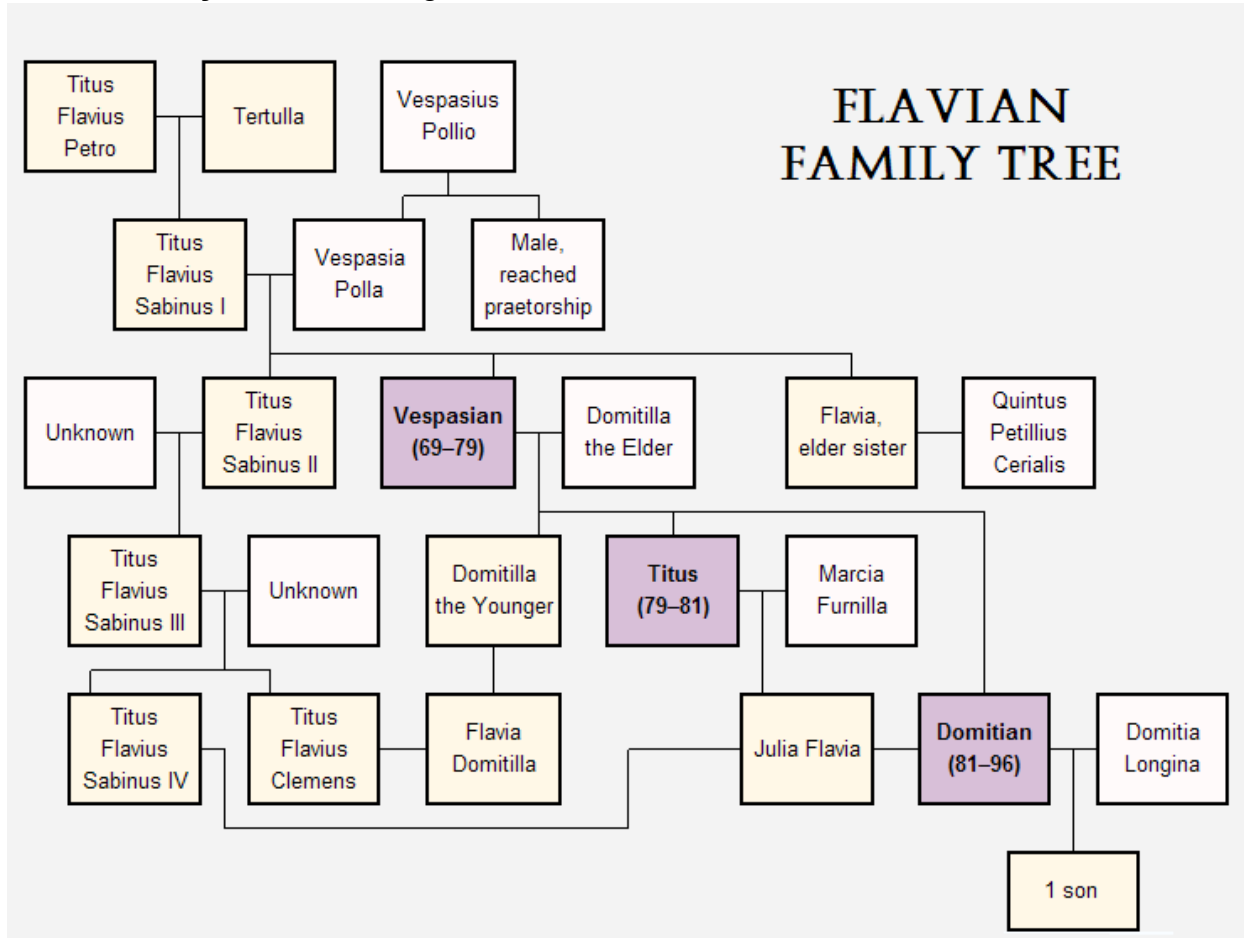 FLAVIAN
FAMILY TREE
Titus
Flavius
Petro
Tertulla
Vespasius
Pollio
Titus
Flavius
Sabinus I
Vespasia
Polla
Male,
reached
praetorship
Unknown
Titus
Flavius
Sabinus II
Vespasian
(69–79)
Domitilla
the Elder
Flavia,
elder sister
Quintus
Petillius
Cerialis
Titus
Flavius
Sabinus III
Unknown
Domitilla
the Younger
Titus
(79–81)
Marcia
Furnilla
Titus
Flavius
Sabinus IV
Titus
Flavius
Clemens
Flavia
Domitilla
Julia Flavia
Domitian
(81–96)
Domitia
Longina
1 son